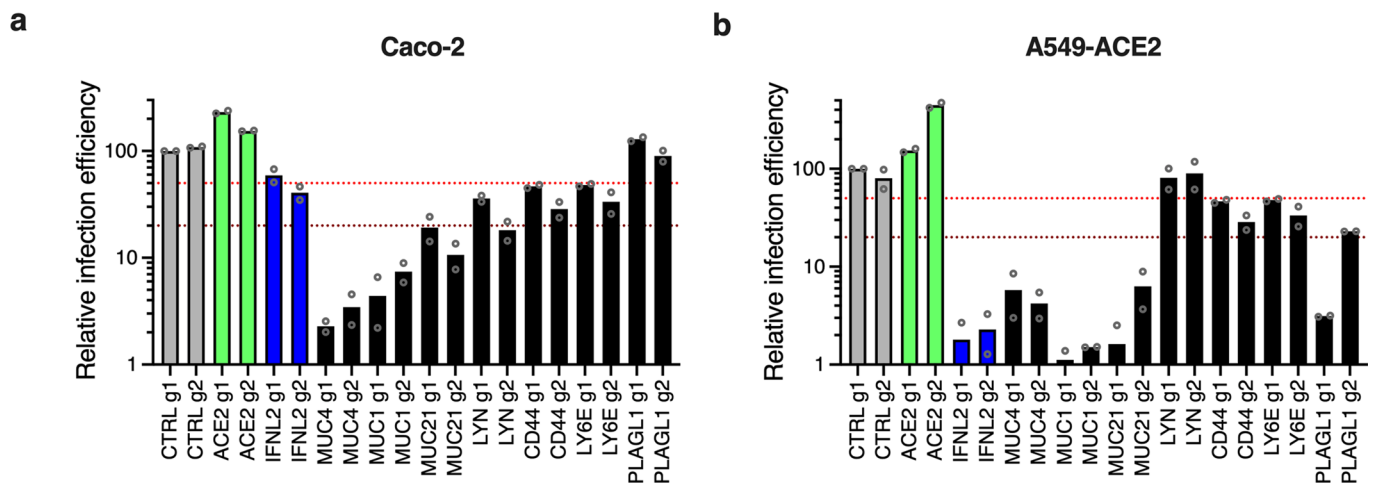 a
Caco-2
Relative infection efficiency
100
10
1
CTRL g1
CTRL g2
ACE2 g1
ACE2 g2
IFNL2 g1
IFNL2 g2
MUC4 g1
MUC4 g2
MUC1 g1
MUC1 g2
MUC21 g1
MUC21 g2
LYN g1
LYN g2
CD44 g1
CD44 g2
LY6E g1
LY6E g2
PLAGL1 g1
PLAGL1 g2
b
A549-ACE2
Relative infection efficiency
100
10
1
CTRL g1
CTRL g2
ACE2 g1
ACE2 g2
IFNL2 g1
IFNL2 g2
MUC4 g1
MUC4 g2
MUC1 g1
MUC1 g2
MUC21 g1
MUC21 g2
LYN g1
LYN g2
CD44 g1
CD44 g2
LY6E g1
LY6E g2
PLAGL1 g1
PLAGL1 g2